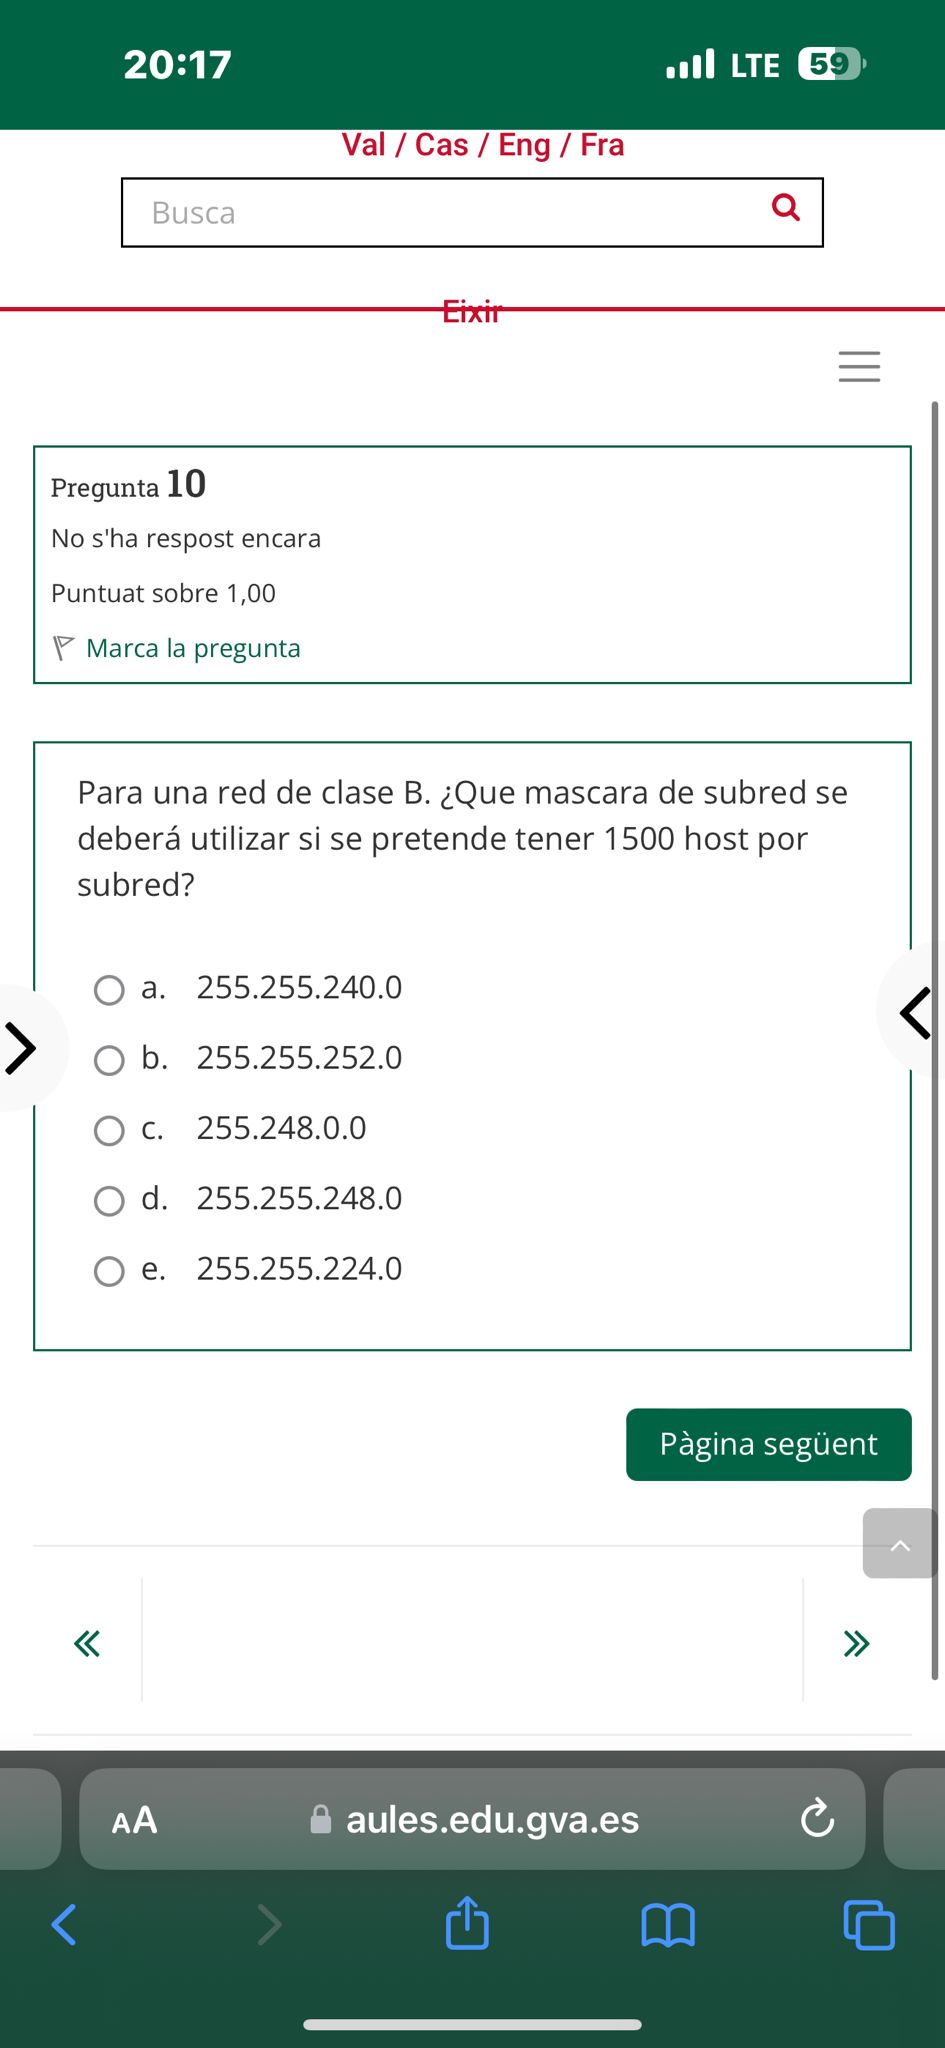 20:17
LTE 59
Val / Cas / Eng / Fra
Busca
Eixir
Pregunta 10
No s'ha respost encara
Puntuat sobre 1,00
Marca la pregunta
Para una red de clase B. ¿Que mascara de subred se
deberá utilizar si se pretende tener 1500 host por
subred?
a. 255.255.240.0
b. 255.255.252.0
c. 255.248.0.0
d. 255.255.248.0
e. 255.255.224.0
Pàgina següent
AA aules.edu.gva.es